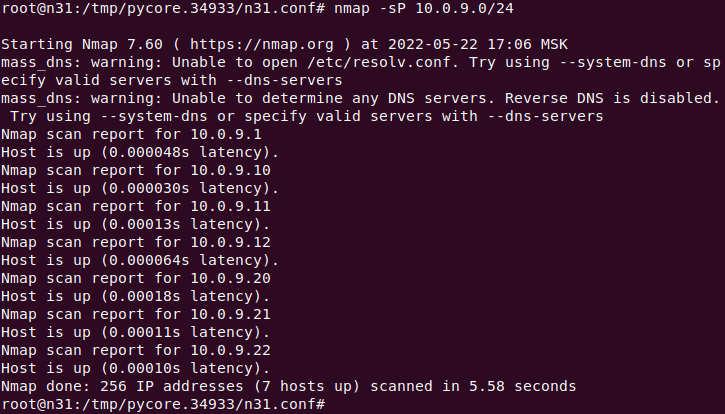 root@n31:/tmp/pycore.34933/n31.conf# nmap -sP 10.0.9.0/24
Starting Nmap 7.60 ( https://nmap.org ) at 2022-05-22 17:06 MSK
mass_dns: warning: Unable to open /etc/resolv.conf. Try using --system-dns or sp
ecify valid servers with --dns-servers
mass_dns: warning: Unable to determine any DNS servers. Reverse DNS is disabled.
 Try using --system-dns or specify valid servers with --dns-servers
Nmap scan report for 10.0.9.1
Host is up (0.000048s latency).
Nmap scan report for 10.0.9.10
Host is up (0.000030s latency).
Nmap scan report for 10.0.9.11
Host is up (0.00013s latency).
Nmap scan report for 10.0.9.12
Host is up (0.000064s latency).
Nmap scan report for 10.0.9.20
Host is up (0.00018s latency).
Nmap scan report for 10.0.9.21
Host is up (0.00011s latency).
Nmap scan report for 10.0.9.22
Host is up (0.00010s latency).
Nmap done: 256 IP addresses (7 hosts up) scanned in 5.58 seconds
root@n31:/tmp/pycore.34933/n31.conf#